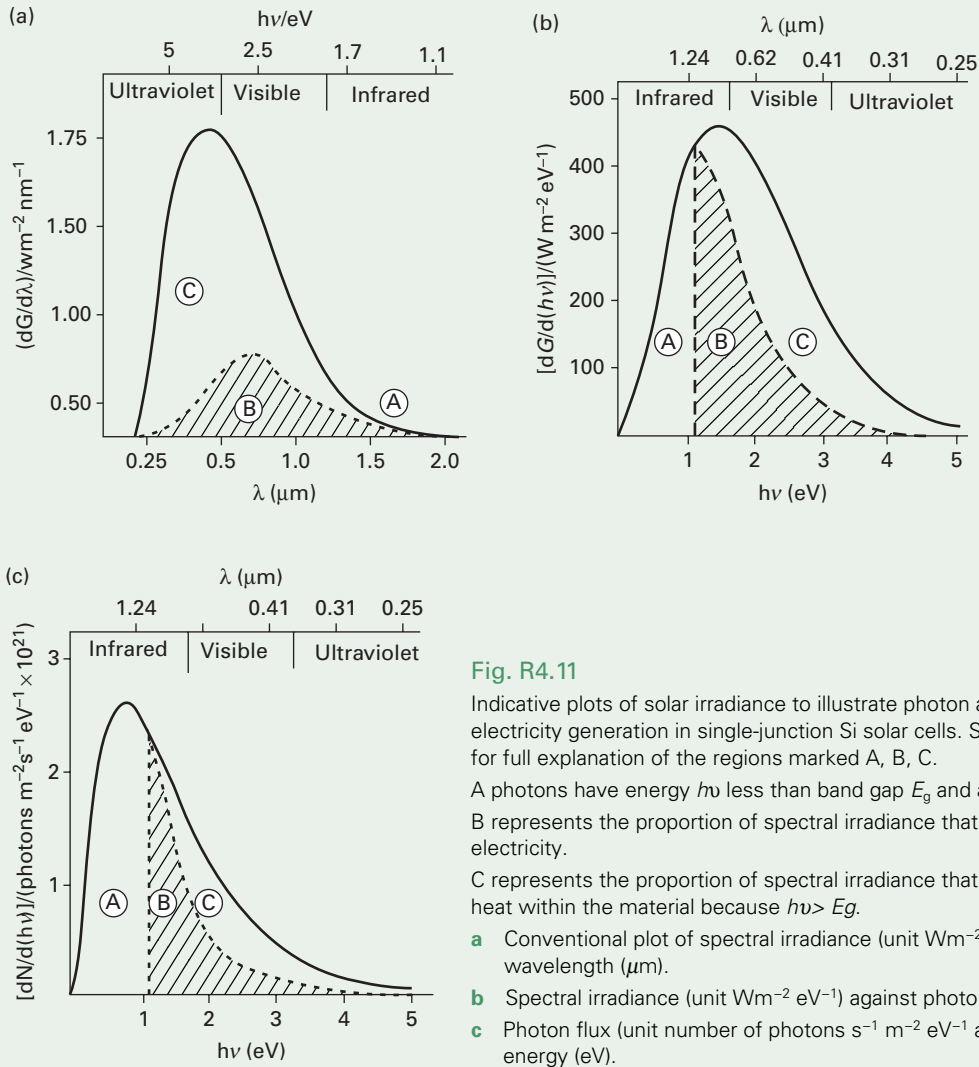 (a)
hν/eV
5 2.5 1.7 1.1
Ultraviolet Visible Infrared
(dG/dλ)/wm⁻² nm⁻¹
1.75
1.50
1.00
0.50
C
B
A
0.25 0.5 1.0 1.5 2.0
λ (μm)
(b)
λ (μm)
1.24 0.62 0.41 0.31 0.25
Infrared Visible Ultraviolet
[dG/d(hν)]/(W m⁻² eV⁻¹)
500
400
300
200
100
A B C
1 2 3 4 5
hν (eV)
(c)
λ (μm)
1.24 0.41 0.31 0.25
Infrared Visible Ultraviolet
[dN/d(hν)]/(photons m⁻²s⁻¹ eV⁻¹ × 10²¹)
3
2
1
A B C
1 2 3 4 5
hν (eV)
Fig. R4.11
Indicative plots of solar irradiance to illustrate photon a
electricity generation in single-junction Si solar cells. S
for full explanation of the regions marked A, B, C.
A photons have energy hυ less than band gap Eg and a
B represents the proportion of spectral irradiance that
electricity.
C represents the proportion of spectral irradiance that
heat within the material because hυ> Eg.
a Conventional plot of spectral irradiance (unit Wm⁻²
wavelength (μm).
b Spectral irradiance (unit Wm⁻² eV⁻¹) against photo
c Photon flux (unit number of photons s⁻¹ m⁻² eV⁻¹ a
energy (eV).